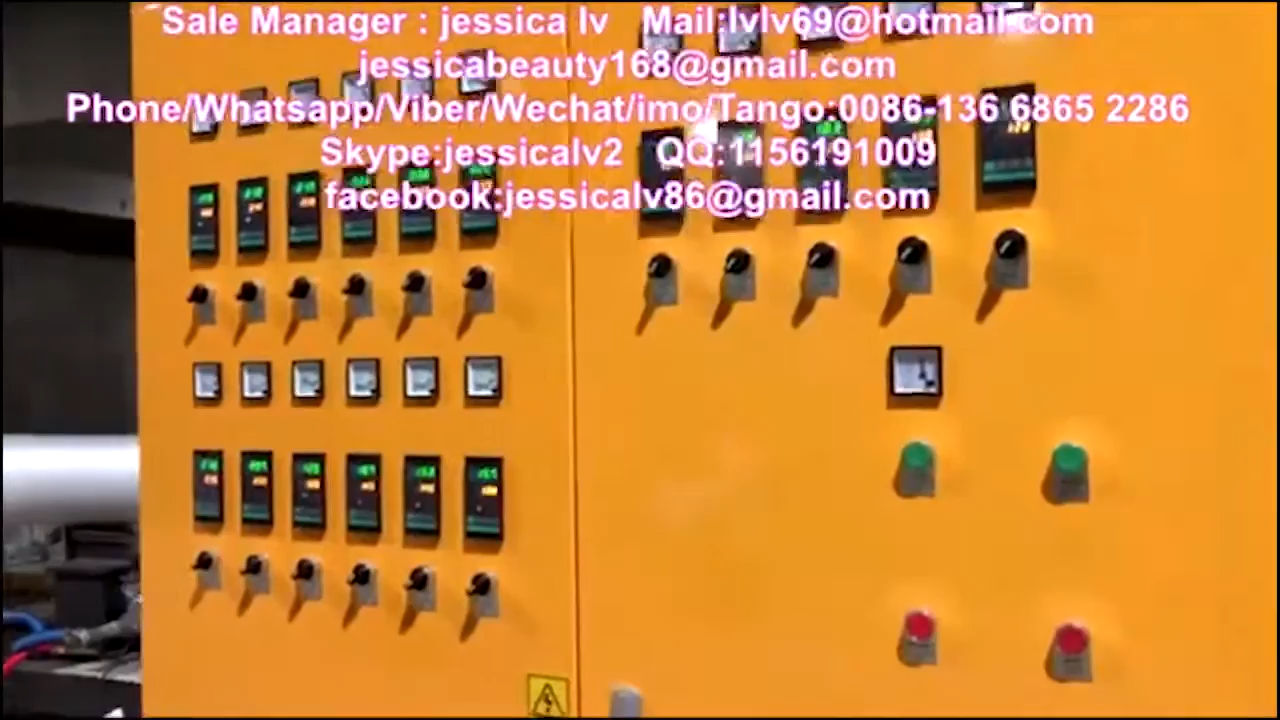 Sale Manager : jessica lv Mail:lvlv69@hotmail.com
jessicabeauty168@gmail.com
Phone/Whatsapp/Viber/Wechat/imo/Tango:0086-136 6865 2286
Skype:jessicalv2 QQ:1156191009
facebook:jessicalv86@gmail.com